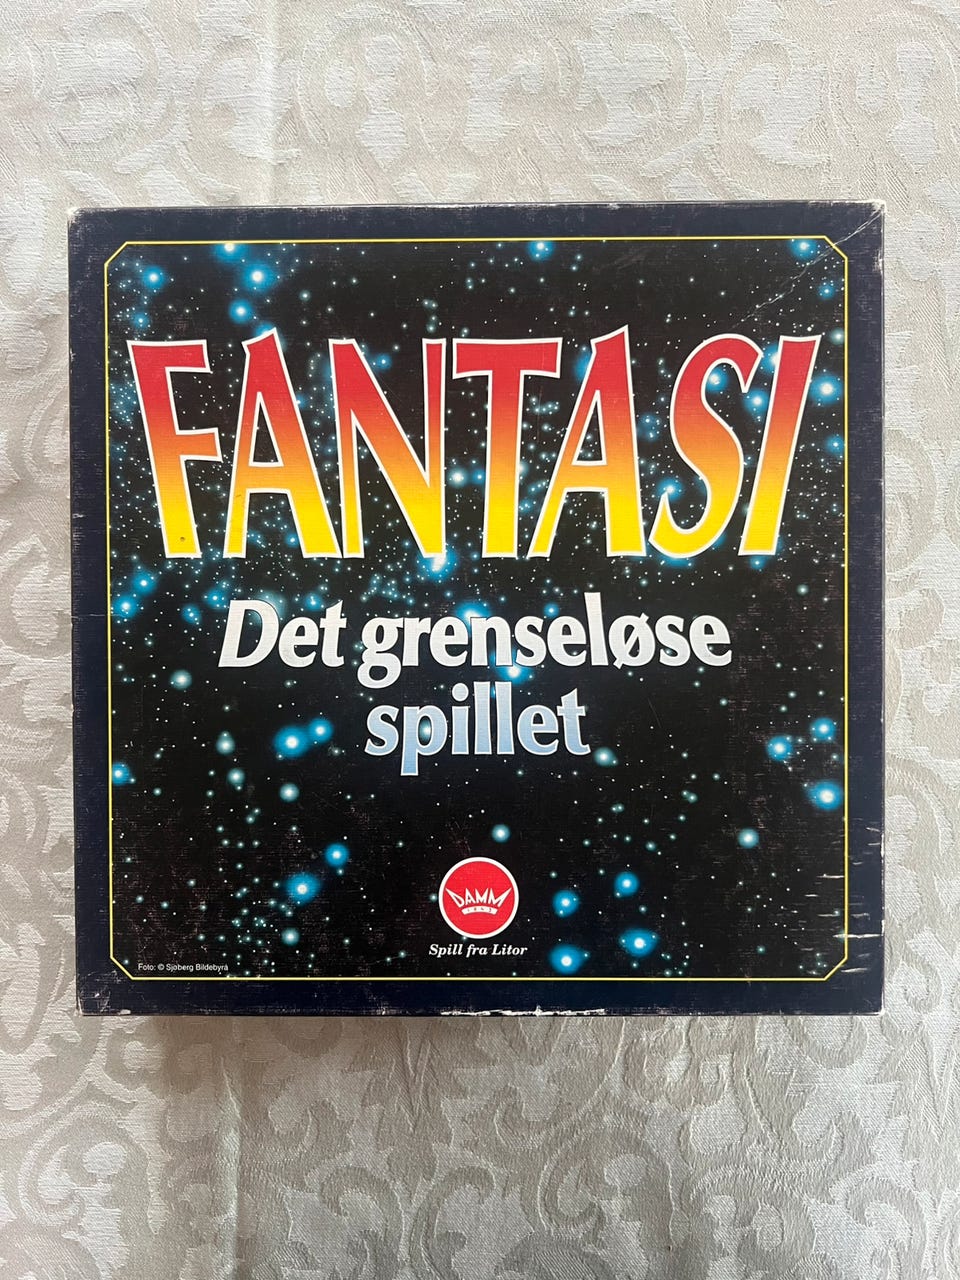 FANTASI
Det grenseløse
spillet
DAMM
Spill fra Litor
Foto: © Sjøberg Bildebyrå